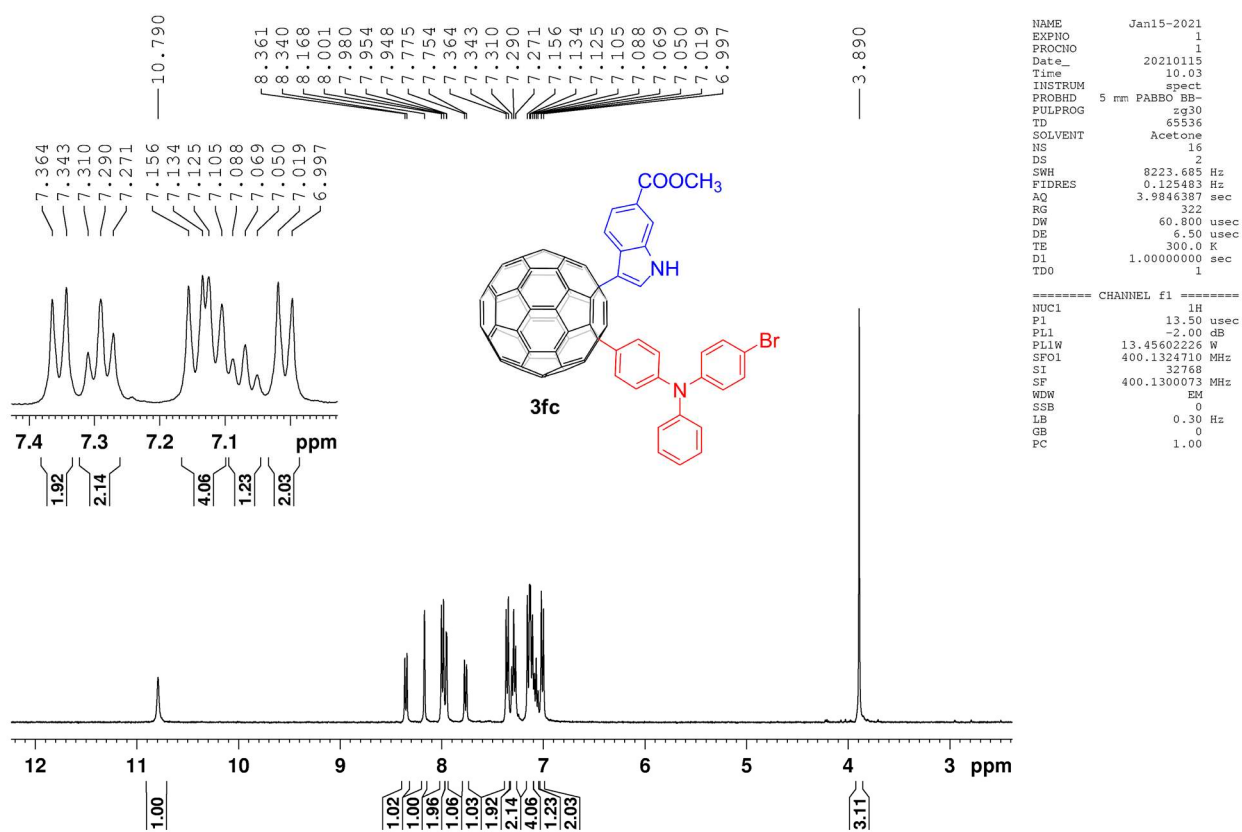 10.790
8.361
8.340
8.168
8.001
7.980
7.954
7.948
7.775
7.754
7.364
7.343
7.310
7.290
7.271
7.156
7.134
7.125
7.105
7.088
7.069
7.050
7.019
6.997
3.890
7.364
7.343
7.310
7.290
7.271
7.156
7.134
7.125
7.105
7.088
7.069
7.050
7.019
6.997
7.4 7.3 7.2 7.1 ppm
1.92
2.14
4.06
1.23
2.03
COOCH3
NH
Br
N
3fc
12 11 10 9 8 7 6 5 4 3 ppm
1.00
1.02
1.00
1.96
1.06
1.03
1.92
2.14
4.06
1.23
2.03
3.11
NAME Jan15-2021
EXPNO 1
PROCNO 1
Date_ 20210115
Time 10.03
INSTRUM spect
PROBHD 5 mm PABBO BB-
PULPROG zg30
TD 65536
SOLVENT Acetone
NS 16
DS 2
SWH 8223.685 Hz
FIDRES 0.125483 Hz
AQ 3.9846387 sec
RG 322
DW 60.800 usec
DE 6.50 usec
TE 300.0 K
D1 1.00000000 sec
TD0 1
======== CHANNEL f1 ========
NUC1 1H
P1 13.50 usec
PL1 -2.00 dB
PL1W 13.45602226 W
SFO1 400.1324710 MHz
SI 32768
SF 400.1300073 MHz
WDW EM
SSB 0
LB 0.30 Hz
GB 0
PC 1.00